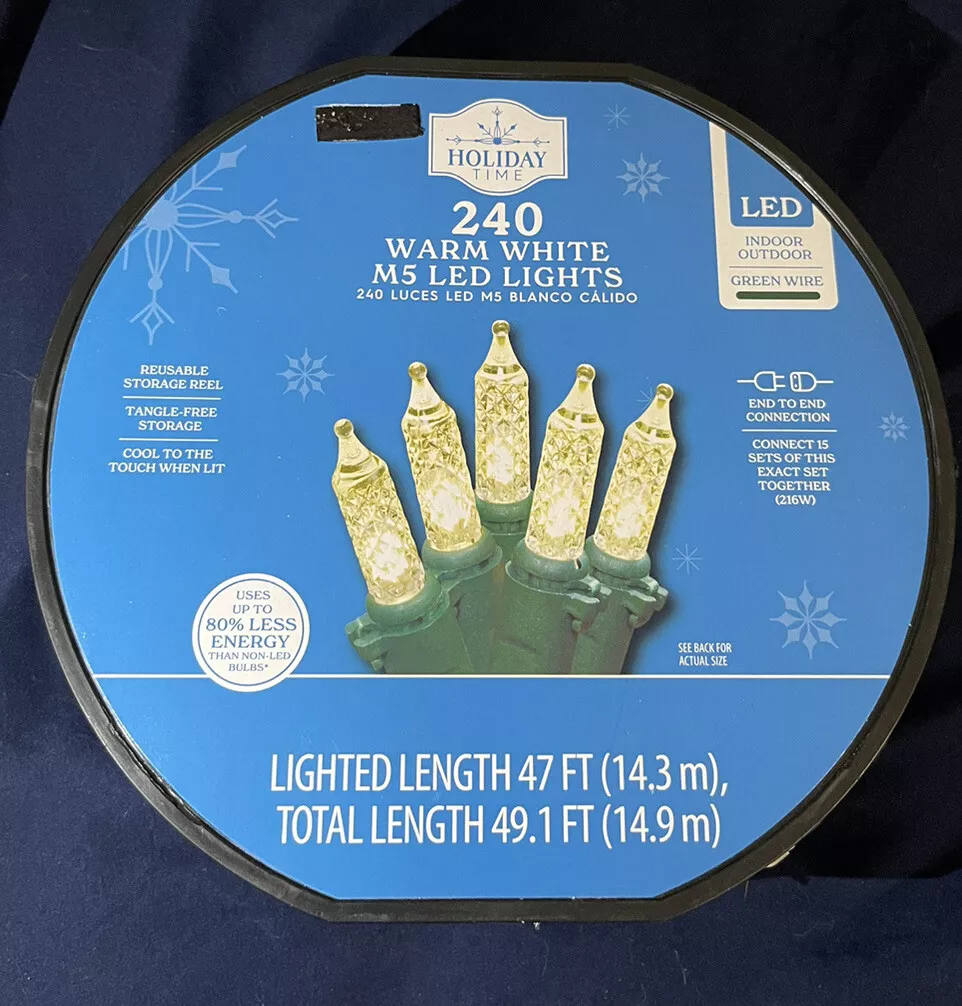 HOLIDAY
TIME
240
WARM WHITE
M5 LED LIGHTS
240 LUCES LED M5 BLANCO CÁLIDO
LED
INDOOR
OUTDOOR
GREEN WIRE
REUSABLE
STORAGE REEL
TANGLE-FREE
STORAGE
COOL TO THE
TOUCH WHEN LIT
END TO END
CONNECTION
CONNECT 15
SETS OF THIS
EXACT SET
TOGETHER
(216W)
USES
UP TO
80% LESS
ENERGY
THAN NON-LED
BULBS*
SEE BACK FOR
ACTUAL SIZE
LIGHTED LENGTH 47 FT (14.3 m),
TOTAL LENGTH 49.1 FT (14.9 m)